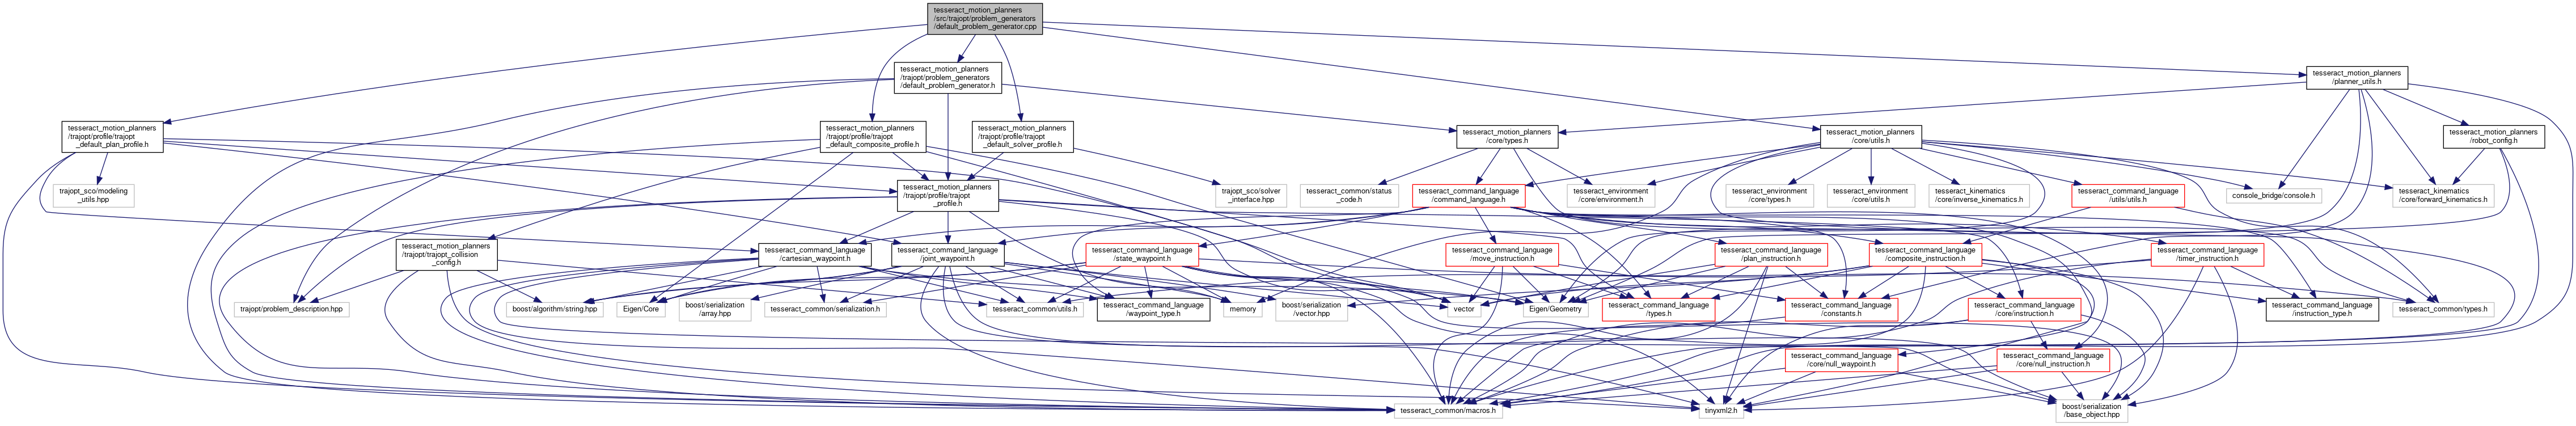 tesseract_motion_planners
/src/trajopt/problem_generators
/default_problem_generator.cpp
tesseract_motion_planners
/trajopt/problem_generators
/default_problem_generator.h
tesseract_motion_planners
/planner_utils.h
tesseract_motion_planners
/trajopt/profile/trajopt
_default_plan_profile.h
tesseract_motion_planners
/trajopt/profile/trajopt
_default_composite_profile.h
tesseract_motion_planners
/trajopt/profile/trajopt
_default_solver_profile.h
tesseract_motion_planners
/core/types.h
tesseract_motion_planners
/core/utils.h
tesseract_motion_planners
/robot_config.h
trajopt_sco/modeling
_utils.hpp
tesseract_motion_planners
/trajopt/profile/trajopt
_profile.h
trajopt_sco/solver
_interface.hpp
tesseract_common/status
_code.h
tesseract_command_language
/command_language.h
tesseract_environment
/core/environment.h
tesseract_environment
/core/types.h
tesseract_environment
/core/utils.h
tesseract_kinematics
/core/inverse_kinematics.h
tesseract_command_language
/utils/utils.h
console_bridge/console.h
tesseract_kinematics
/core/forward_kinematics.h
tesseract_motion_planners
/trajopt/trajopt_collision
_config.h
tesseract_command_language
/cartesian_waypoint.h
tesseract_command_language
/joint_waypoint.h
tesseract_command_language
/state_waypoint.h
tesseract_command_language
/move_instruction.h
tesseract_command_language
/plan_instruction.h
tesseract_command_language
/composite_instruction.h
tesseract_command_language
/timer_instruction.h
trajopt/problem_description.hpp
boost/algorithm/string.hpp
Eigen/Core
boost/serialization
/array.hpp
tesseract_common/serialization.h
tesseract_common/utils.h
tesseract_command_language
/waypoint_type.h
memory
boost/serialization
/vector.hpp
vector
Eigen/Geometry
tesseract_command_language
/types.h
tesseract_command_language
/constants.h
tesseract_command_language
/core/instruction.h
tesseract_command_language
/instruction_type.h
tesseract_common/types.h
tesseract_command_language
/core/null_waypoint.h
tesseract_command_language
/core/null_instruction.h
tesseract_common/macros.h
tinyxml2.h
boost/serialization
/base_object.hpp